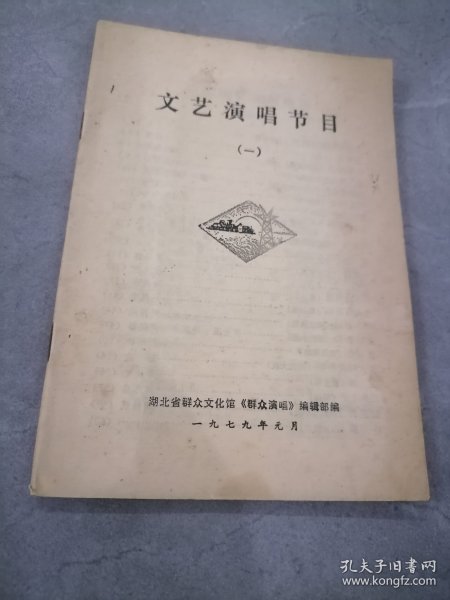 文艺演唱节目
（一）
湖北省群众文化馆《群众演唱》编辑部编
一九七九年元月
孔夫子旧书网
www.kongfz.com